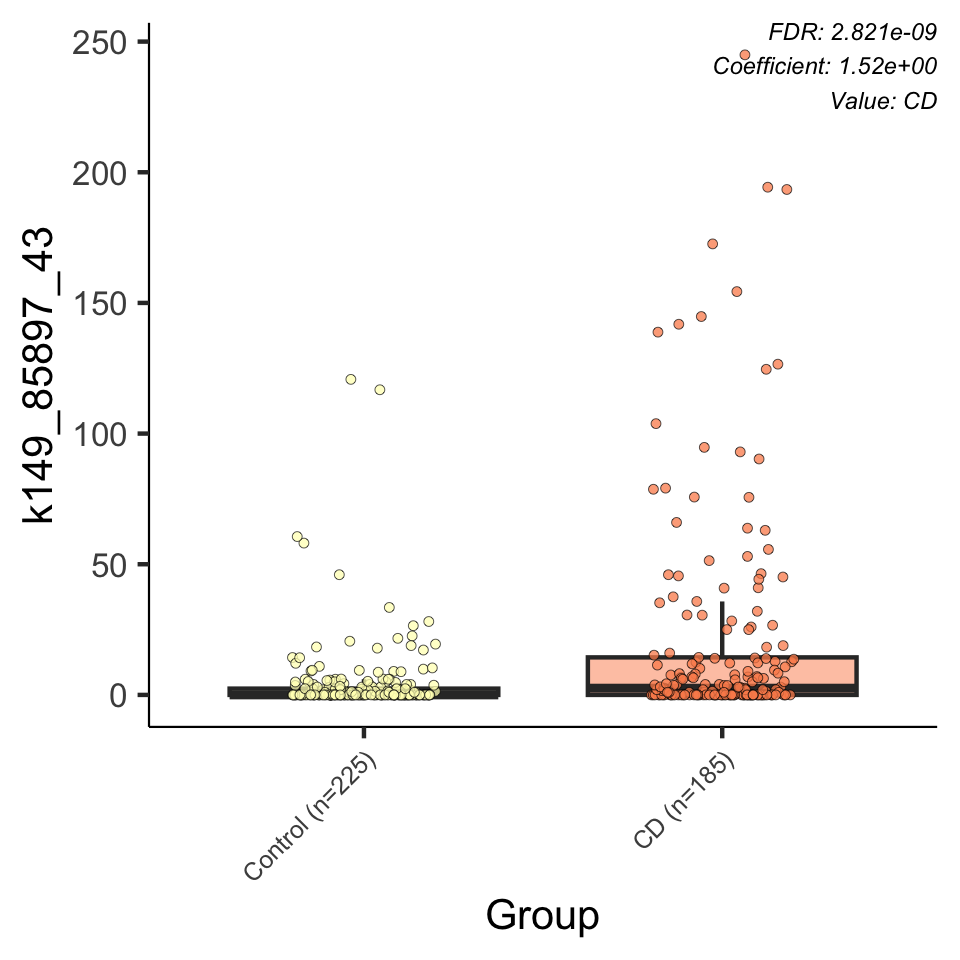 FDR: 2.821e-09
Coefficient: 1.52e+00
Value: CD
k149_85897_43
250
200
150
100
50
0
Control (n=225)
CD (n=185)
Group